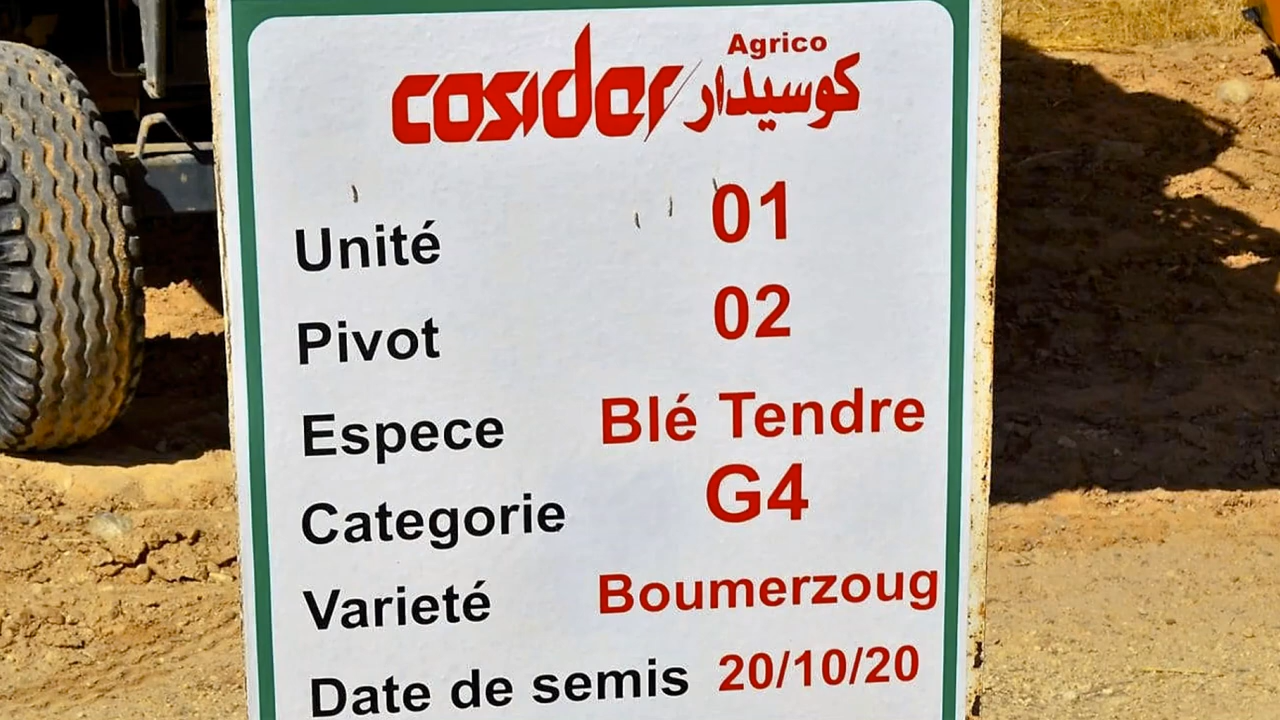 Agrico
cosider كوسيدار
Unité 01
Pivot 02
Espece Blé Tendre
Categorie G4
Varieté Boumerzoug
Date de semis 20/10/20